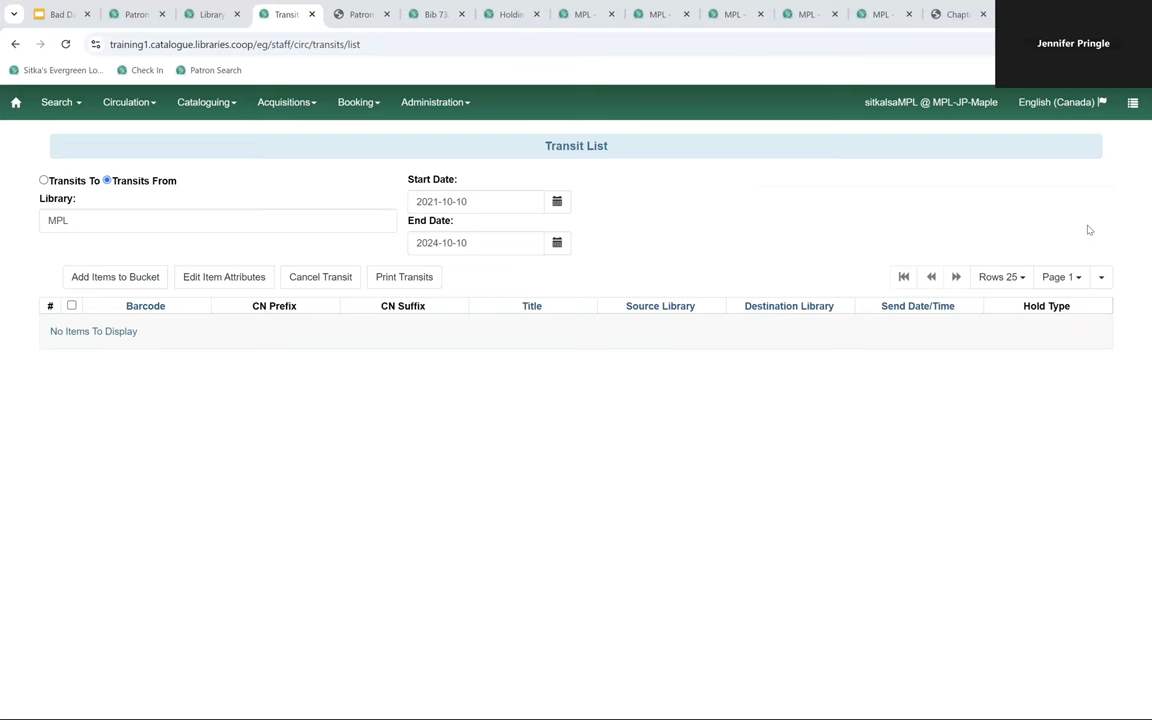 Bad Da
Patron
Library
Transit
Patron
Bib 73
Holdin
MPL -
MPL -
MPL -
MPL -
MPL -
Chapt
Jennifer Pringle
training1.catalogue.libraries.coop/eg/staff/circ/transits/list
Sitka's Evergreen Lo...
Check In
Patron Search
Search
Circulation
Cataloguing
Acquisitions
Booking
Administration
sitkalsaMPL @ MPL-JP-Maple
English (Canada)
Transit List
Transits To Transits From
Library:
MPL
Start Date:
2021-10-10
End Date:
2024-10-10
Add Items to Bucket
Edit Item Attributes
Cancel Transit
Print Transits
Rows 25
Page 1
# Barcode CN Prefix CN Suffix Title Source Library Destination Library Send Date/Time Hold Type
No Items To Display